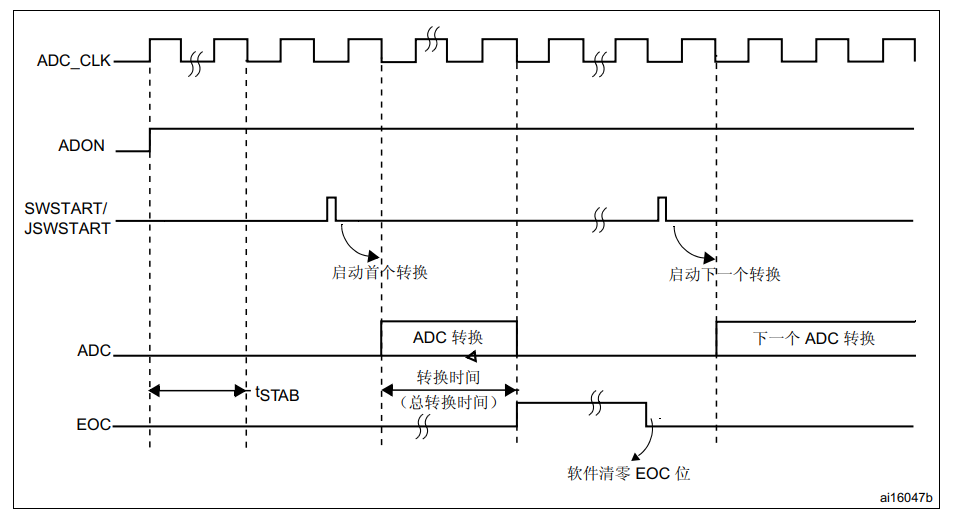 ADC_CLK
ADON
SWSTART/
JSWSTART
启动首个转换
启动下一个转换
ADC 转换
下一个 ADC 转换
ADC
转换时间
tSTAB
（总转换时间）
EOC
软件清零 EOC 位
ai16047b